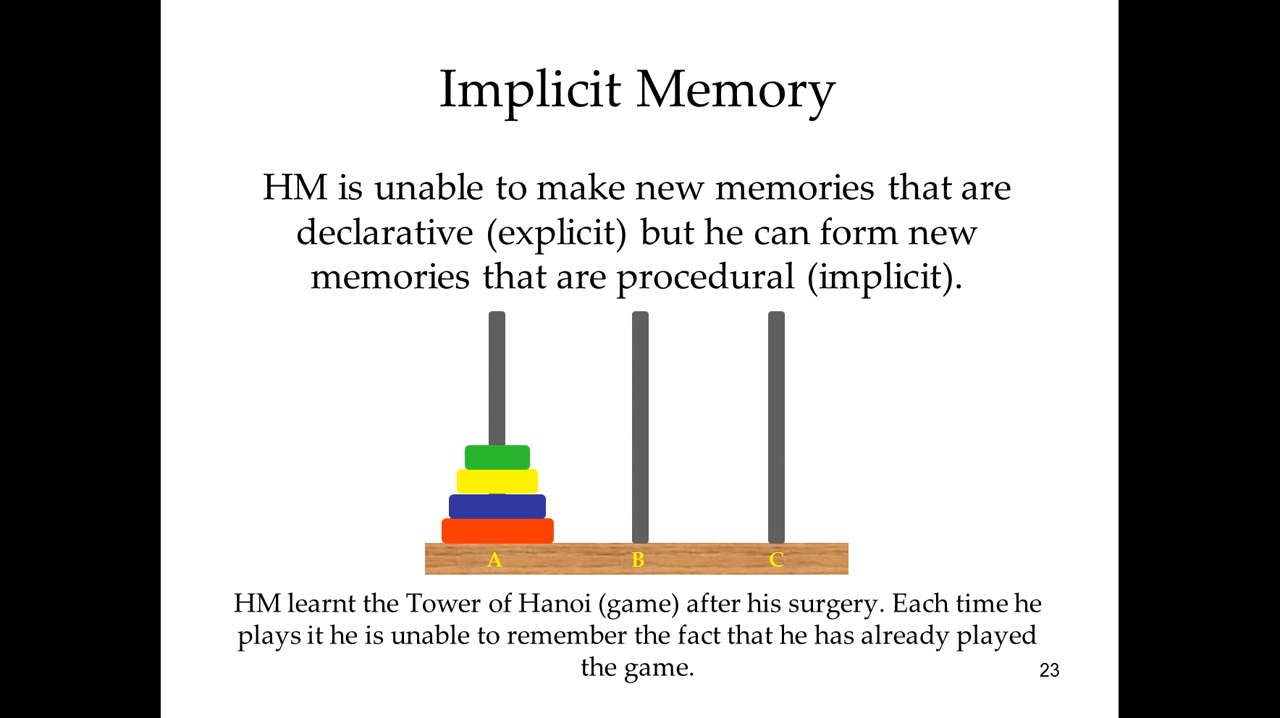 Implicit Memory
HM is unable to make new memories that are
declarative (explicit) but he can form new
memories that are procedural (implicit).
A B C
HM learnt the Tower of Hanoi (game) after his surgery. Each time he
plays it he is unable to remember the fact that he has already played
the game.
23